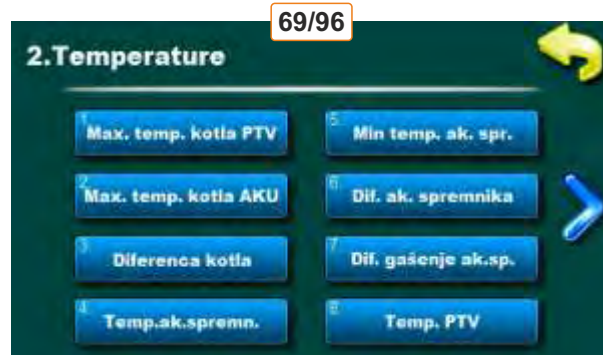 69/96
2.Temperature
1
Max. temp. kotla PTV
2
Max. temp. kotla AKU
3
Diferenca kotla
4
Temp.ak.spremn.
5
Min temp. ak. spr.
6
Dif. ak. spremnika
7
Dif. gašenje ak.sp.
8
Temp. PTV